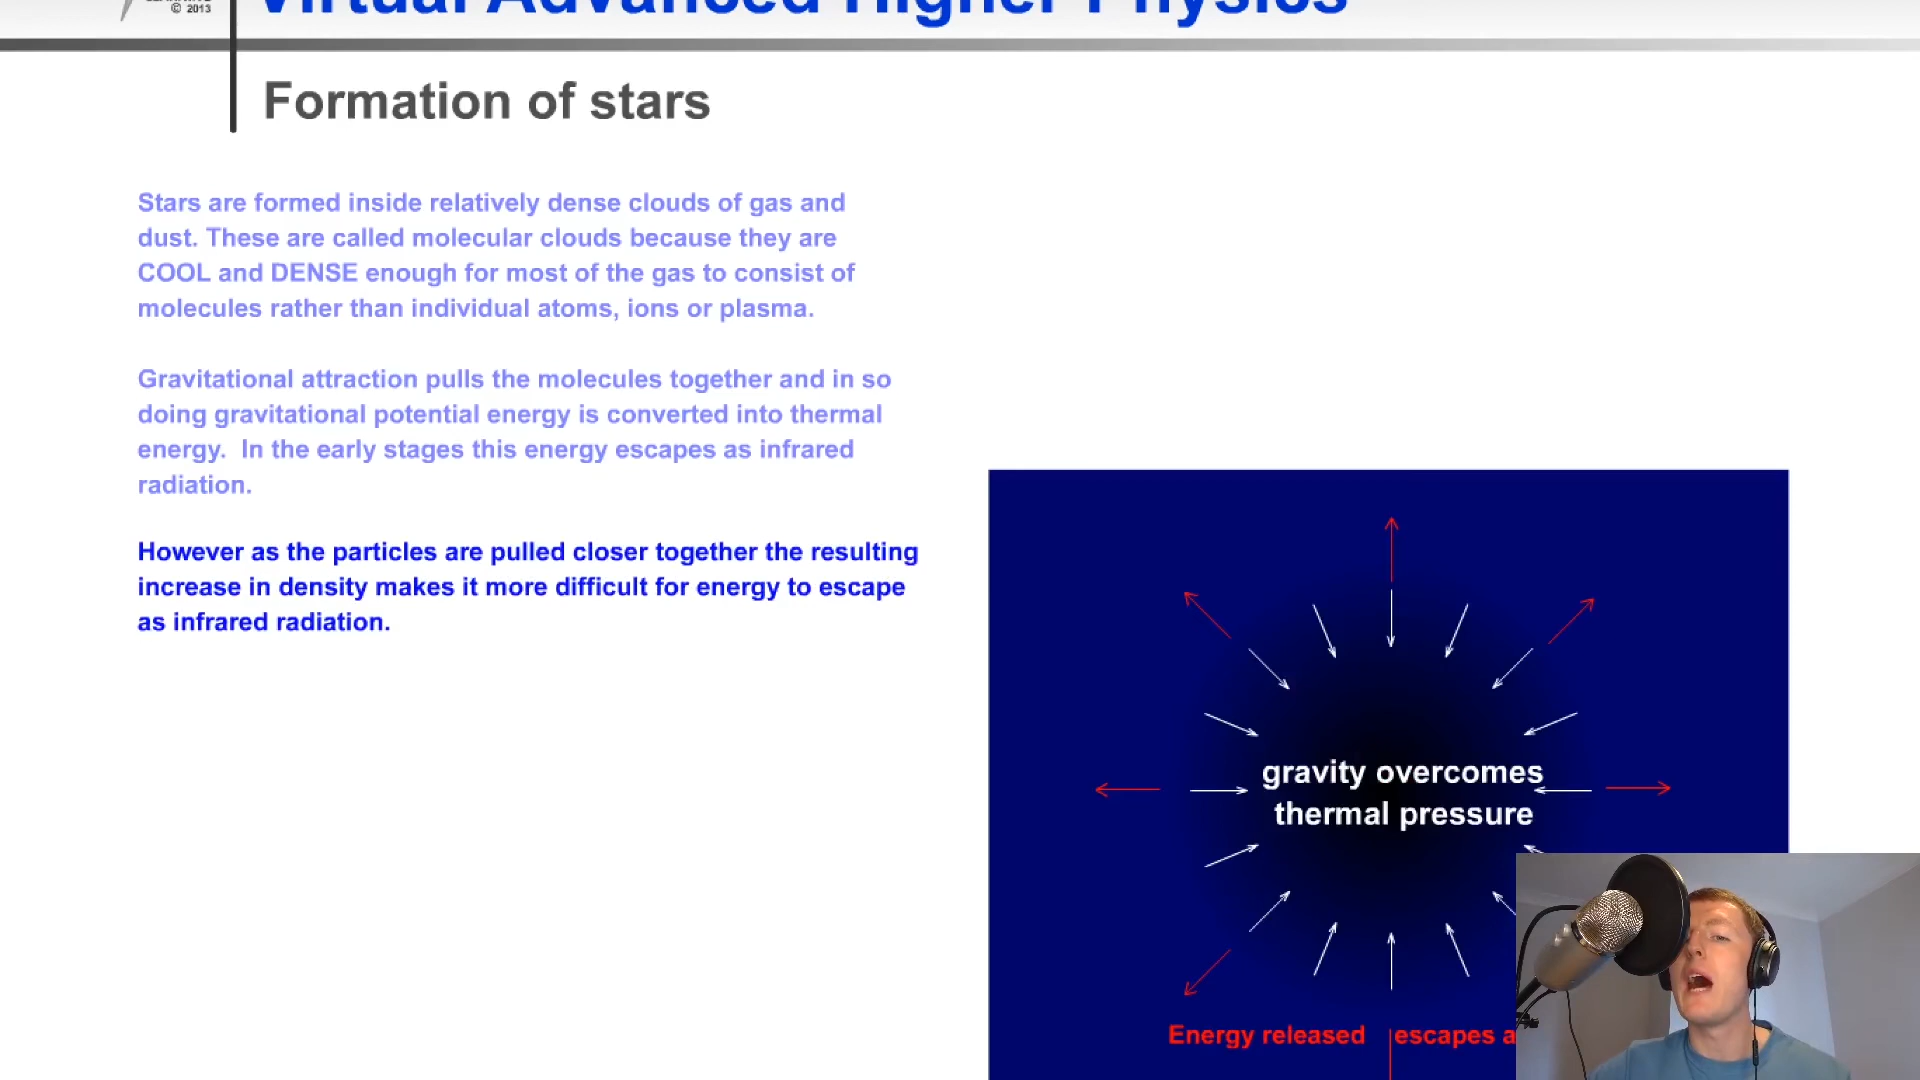 © 2013
Virtual Advanced Higher Physics
Formation of stars
Stars are formed inside relatively dense clouds of gas and
dust. These are called molecular clouds because they are
COOL and DENSE enough for most of the gas to consist of
molecules rather than individual atoms, ions or plasma.
Gravitational attraction pulls the molecules together and in so
doing gravitational potential energy is converted into thermal
energy.  In the early stages this energy escapes as infrared
radiation.
However as the particles are pulled closer together the resulting
increase in density makes it more difficult for energy to escape
as infrared radiation.
gravity overcomes
thermal pressure
Energy released escapes a